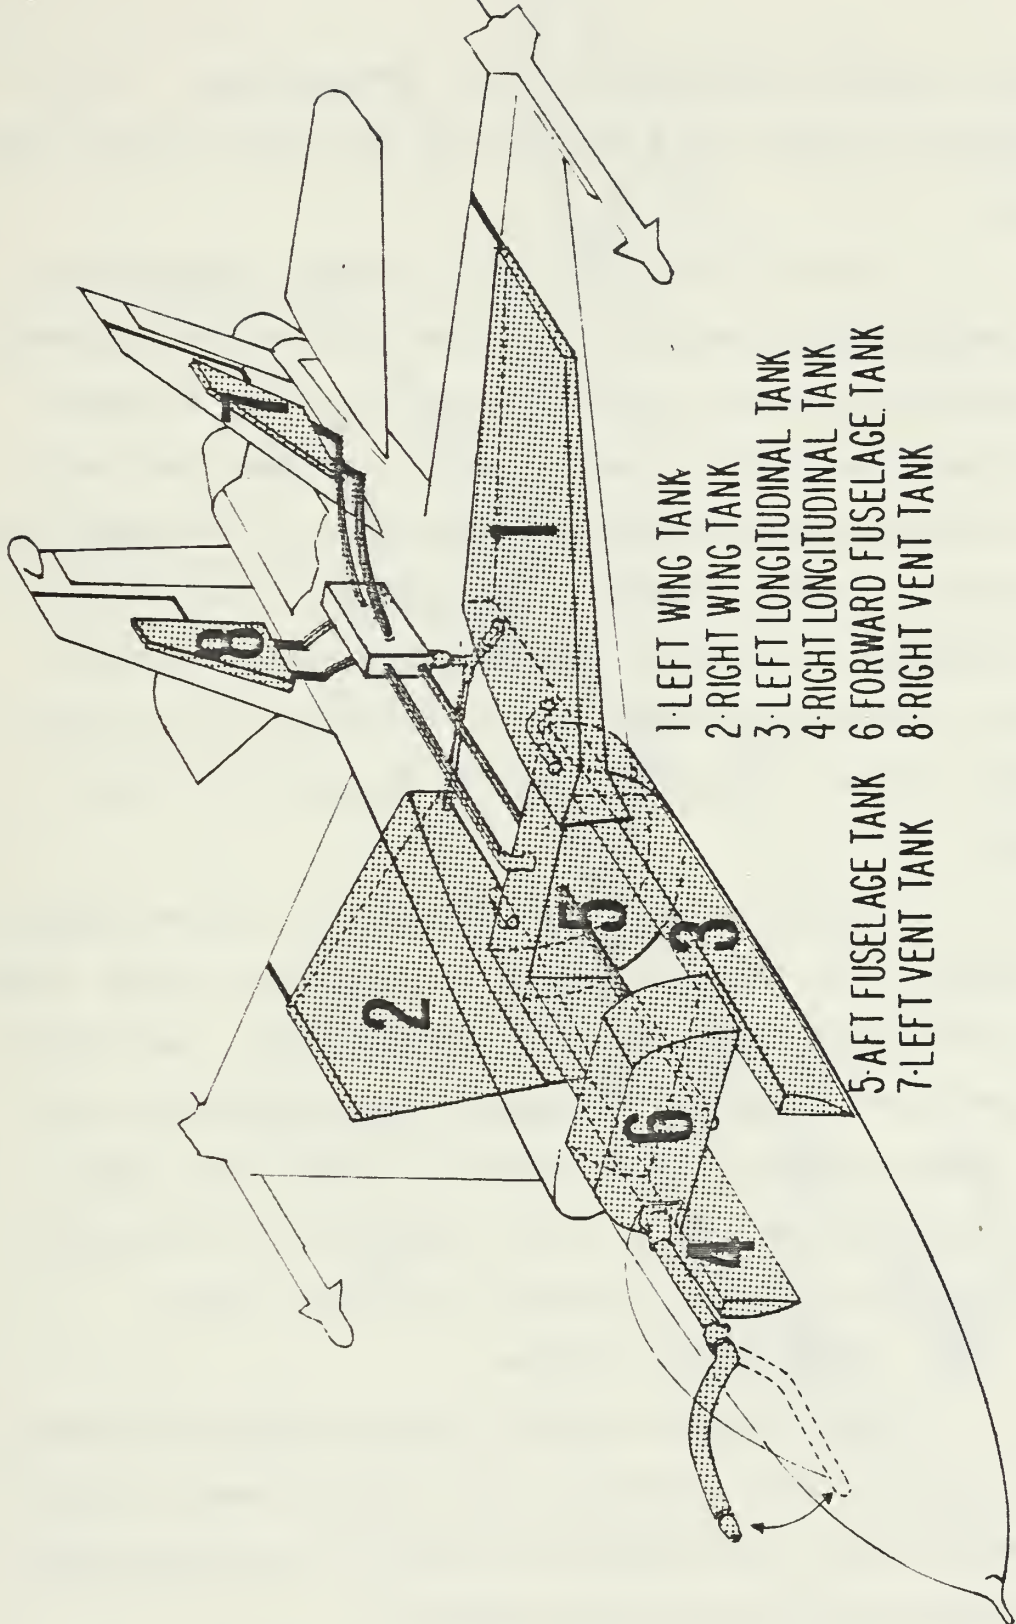 1·LEFT WING TANK
2·RIGHT WING TANK
3·LEFT LONGITUDINAL TANK
4·RIGHT LONGITUDINAL TANK
5·AFT FUSELAGE TANK
6 FORWARD FUSELAGE TANK
7·LEFT VENT TANK
8·RIGHT VENT TANK
7
8
1
2
5
3
6
4